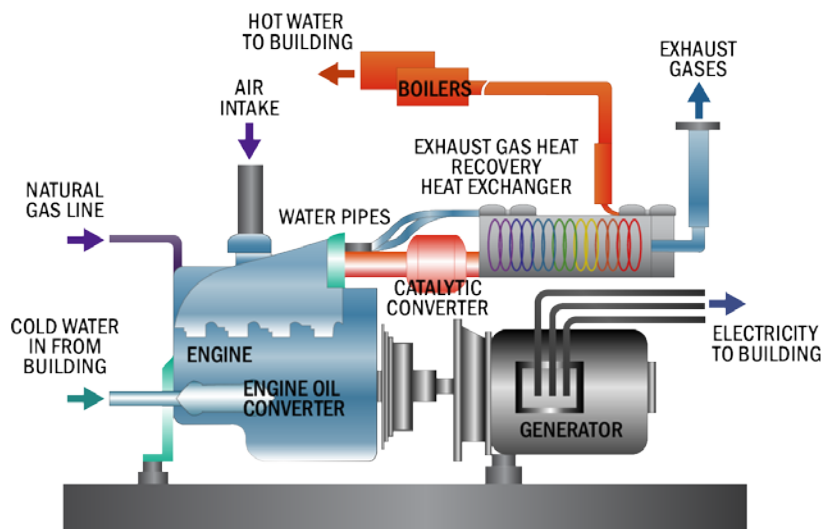 HOT WATER
TO BUILDING
EXHAUST
GASES
AIR
INTAKE
BOILERS
EXHAUST GAS HEAT
RECOVERY
HEAT EXCHANGER
NATURAL
GAS LINE
WATER PIPES
CATALYTIC
CONVERTER
COLD WATER
IN FROM
BUILDING
ENGINE
ELECTRICITY
TO BUILDING
ENGINE OIL
CONVERTER
GENERATOR